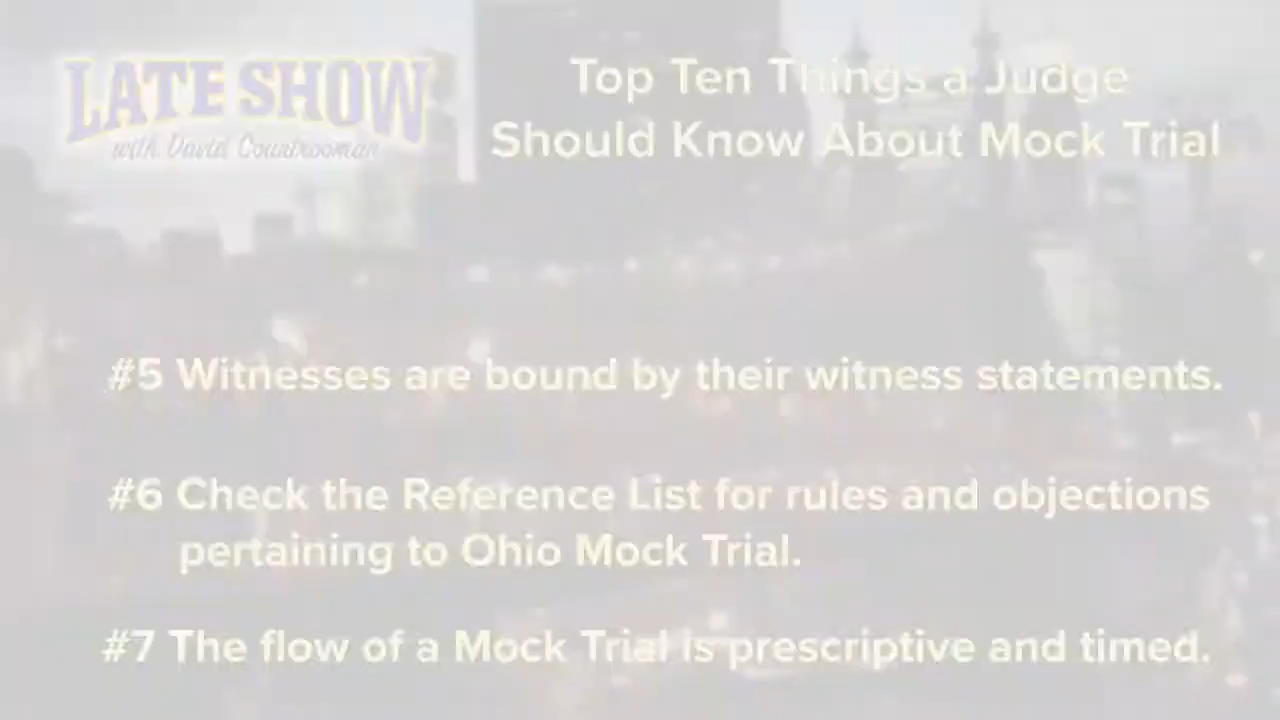 LATE SHOW
with David Courtrooman
Top Ten Things a Judge
Should Know About Mock Trial
#5 Witnesses are bound by their witness statements.
#6 Check the Reference List for rules and objections
pertaining to Ohio Mock Trial.
#7 The flow of a Mock Trial is prescriptive and timed.